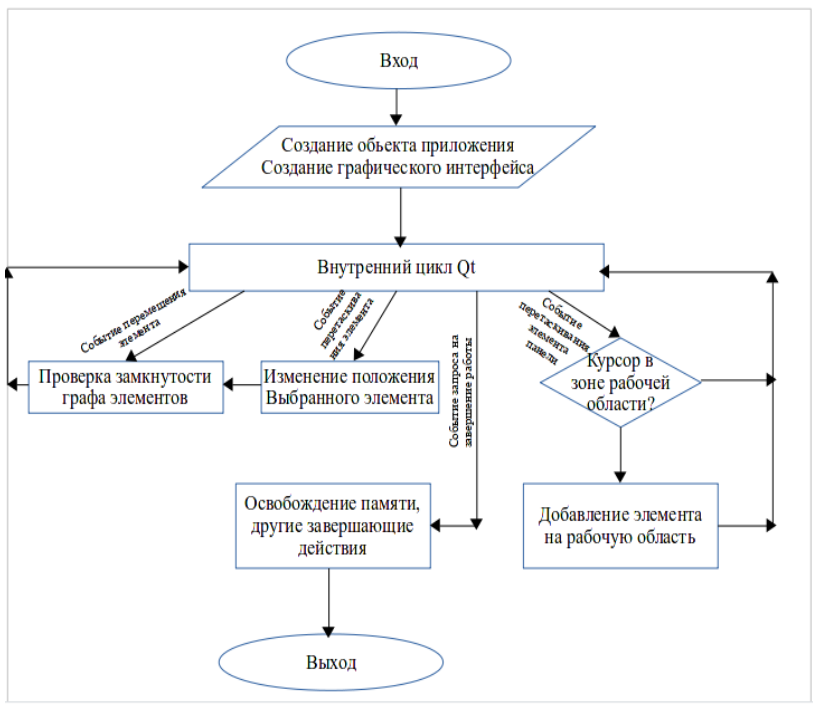 Вход
Создание обьекта приложения
Создание графического интерфейса
Внутренний цикл Qt
Событие перемещения
элемента
Событие
перетаскива
ния элемента
Событие запроса на
завершение работы
Событие
перетаскивания
элемента
панели
Проверка замкнутости
графа элементов
Изменение положения
Выбранного элемента
Курсор в
зоне рабочей
области?
Освобождение памяти,
другие завершающие
действия
Добавление элемента
на рабочую область
Выход